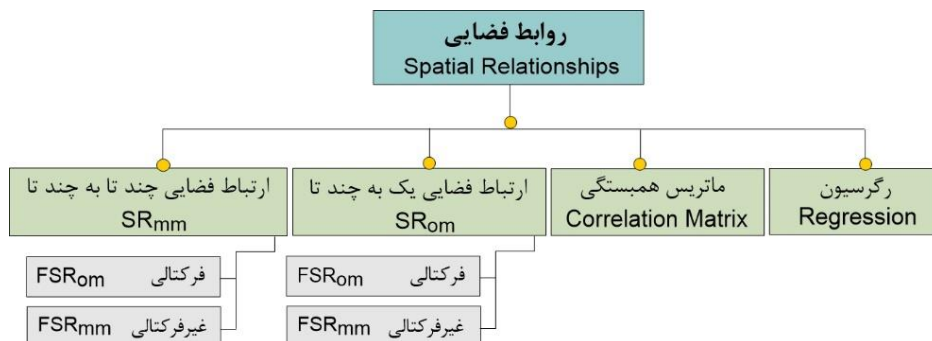 روابط فضایی
Spatial Relationships
رگرسیون
Regression
ماتریس همبستگی
Correlation Matrix
ارتباط فضایی یک به چند تا
SRom
فرکتالی FSRom
غیرفرکتالی FSRmm
ارتباط فضایی چند تا به چند تا
SRmm
فرکتالی FSRom
غیرفرکتالی FSRmm